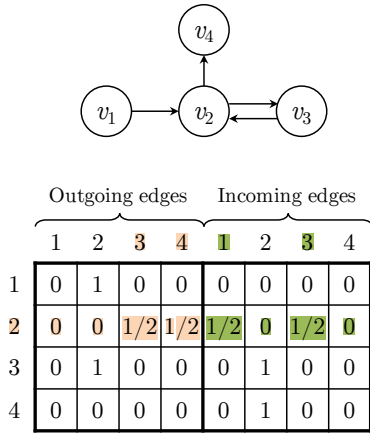 v4
v1 v2 v3
Outgoing edges Incoming edges
1 2 3 4 1 2 3 4
1 0 1 0 0 0 0 0 0
2 0 0 1/2 1/2 1/2 0 1/2 0
3 0 1 0 0 0 1 0 0
4 0 0 0 0 0 1 0 0